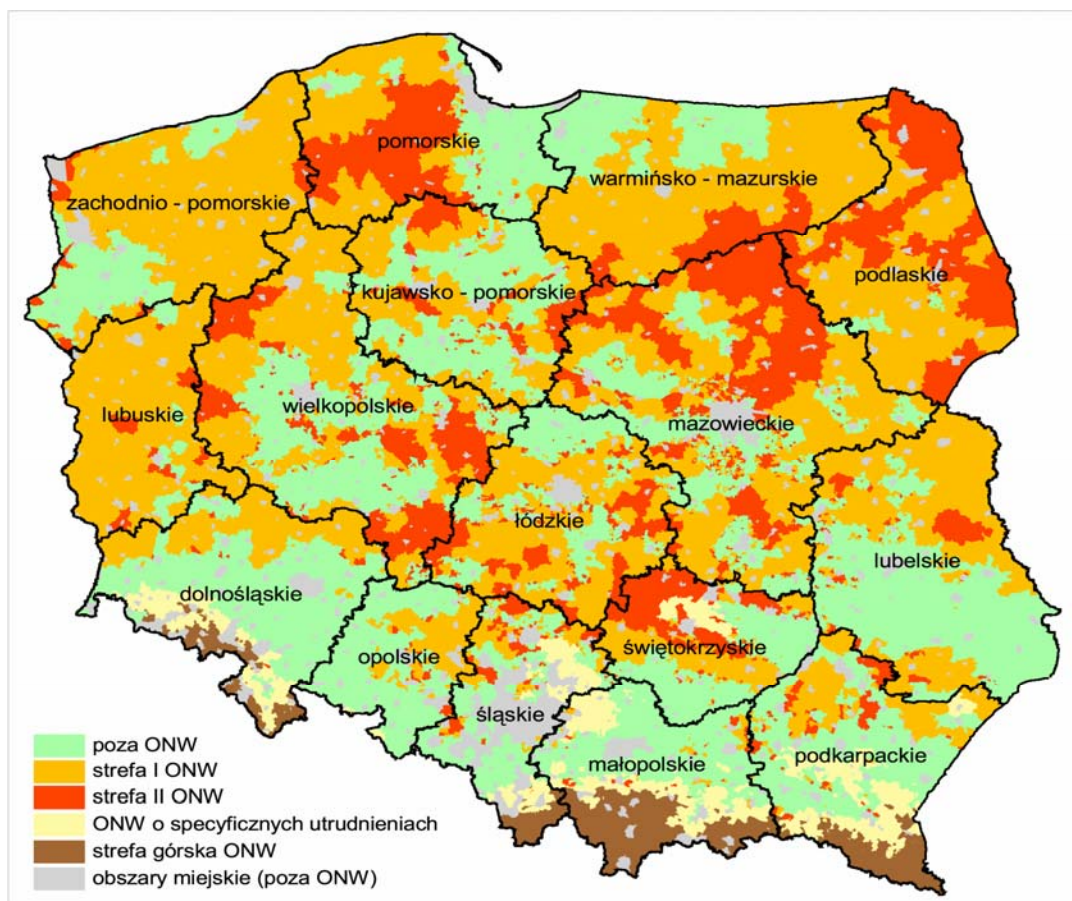 pomorskie
warmińsko - mazurskie
zachodnio - pomorskie
podlaskie
kujawsko - pomorskie
lubuskie
wielkopolskie
mazowieckie
łódzkie
lubelskie
dolnośląskie
opolskie
świętokrzyskie
śląskie
małopolskie
podkarpackie
poza ONW
strefa I ONW
strefa II ONW
ONW o specyficznych utrudnieniach
strefa górska ONW
obszary miejskie (poza ONW)